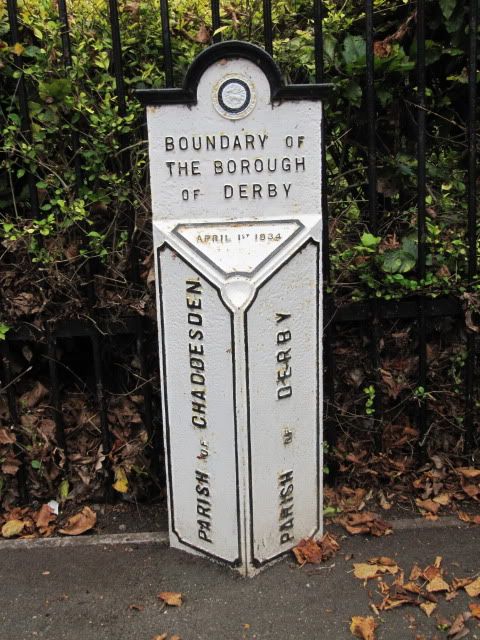 BOUNDARY OF
THE BOROUGH
OF DERBY
APRIL 1ST 1934
PARISH OF CHADDESDEN
PARISH OF DERBY